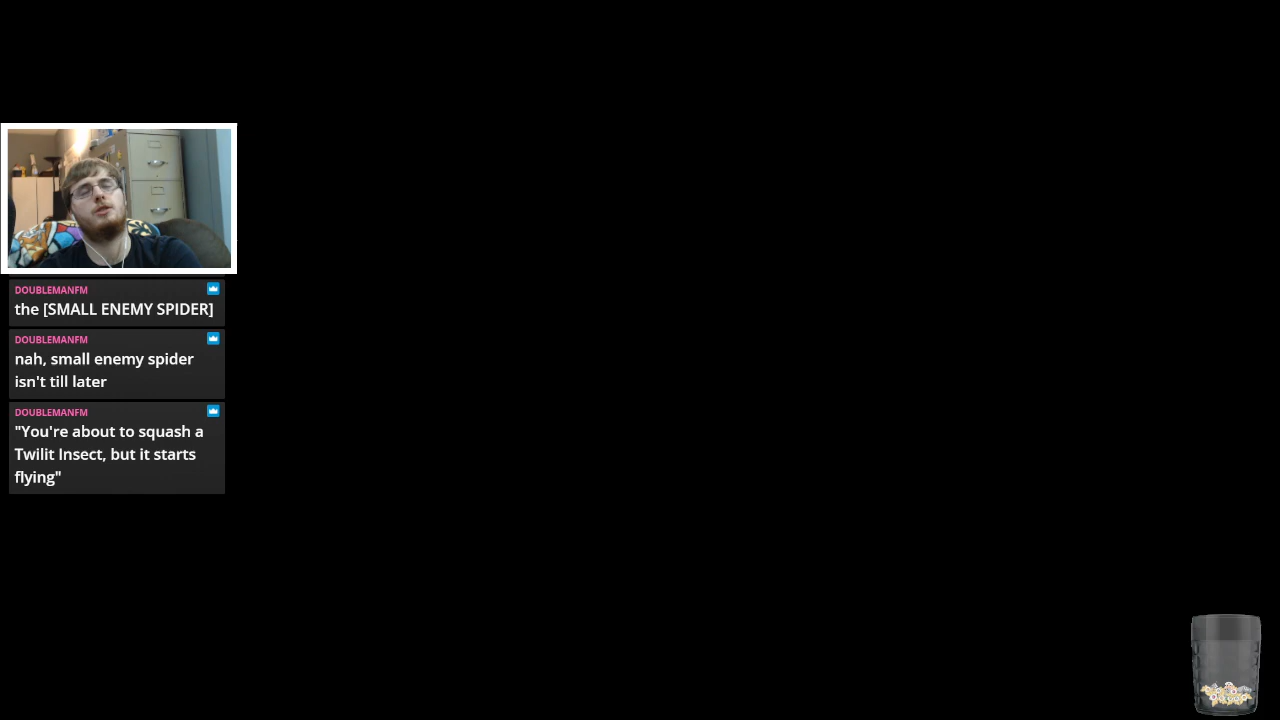 DOUBLEMANFM
the [SMALL ENEMY SPIDER]
DOUBLEMANFM
nah, small enemy spider
isn't till later
DOUBLEMANFM
"You're about to squash a
Twilit Insect, but it starts
flying"